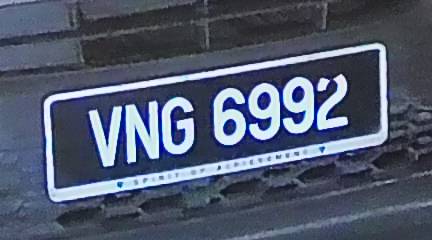 VNG 6992
SPIRIT OF ACHIEVEMENT